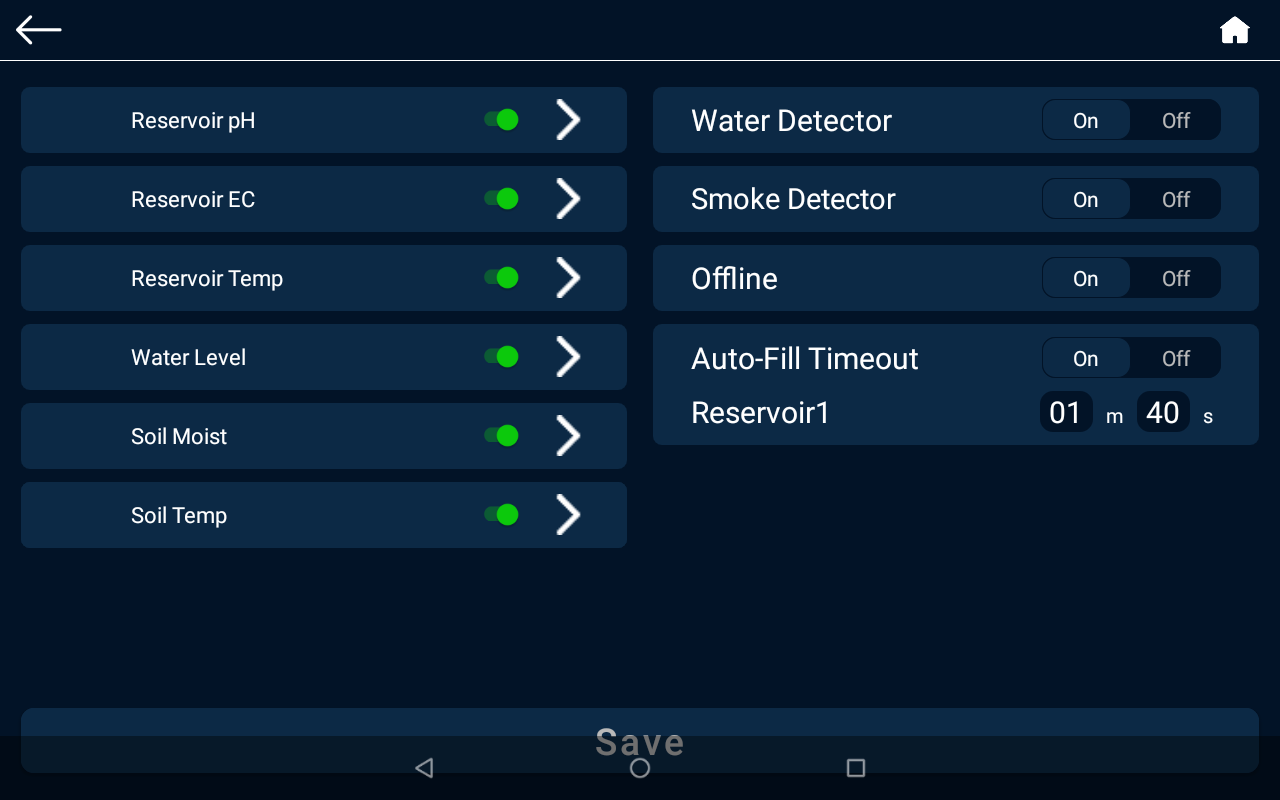 Reservoir pH
Reservoir EC
Reservoir Temp
Water Level
Soil Moist
Soil Temp
Water Detector On Off
Smoke Detector On Off
Offline On Off
Auto-Fill Timeout On Off
Reservoir1 01 m 40 s
Save